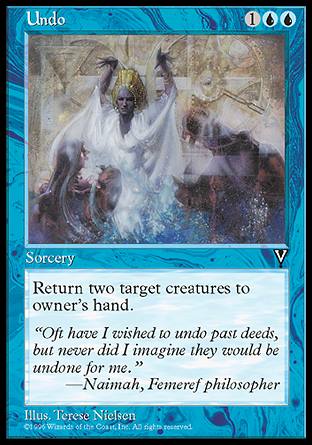 Undo 1
Sorcery V
Return two target creatures to
owner's hand.
“Oft have I wished to undo past deeds,
but never did I imagine they would be
undone for me.”
—Naimah, Femeref philosopher
Illus. Terese Nielsen
©1996 Wizards of the Coast, Inc. All rights reserved.